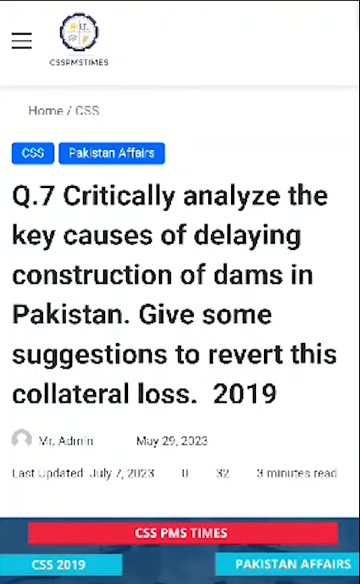 CSSPMSTIMES
Home / CSS
CSS Pakistan Affairs
Q.7 Critically analyze the
key causes of delaying
construction of dams in
Pakistan. Give some
suggestions to revert this
collateral loss. 2019
Mr. Admin May 29, 2023
Last Updated: July 7, 2023 0 32 3 minutes read
CSS PMS TIMES
CSS 2019 PAKISTAN AFFAIRS